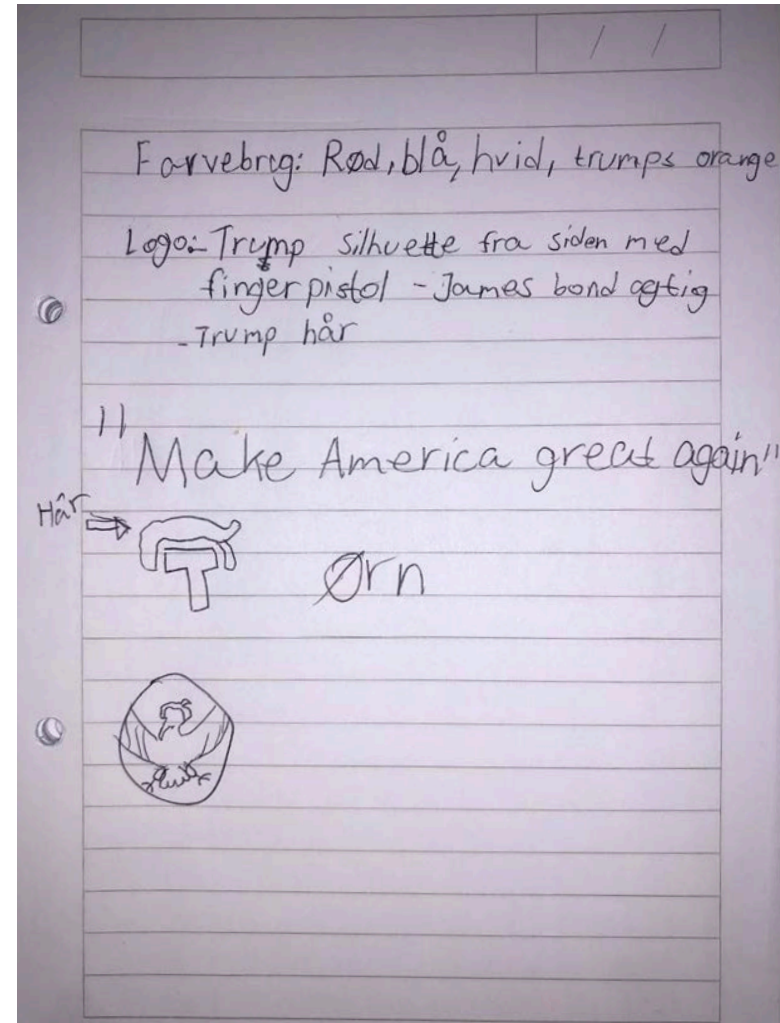 / /
Farvebrug: Rød, blå, hvid, trumps orange
Logo: Trump silhuette fra siden med
fingerpistol - James bond agtig
- Trump hår
"Make America great again"
Hår
T
Ørn